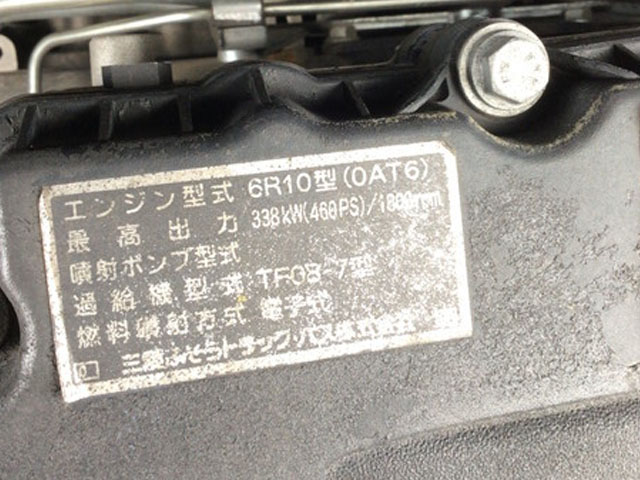 エンジン型式 6R10型(0AT6)
最高出力 338kW(460PS)/1800rpm
噴射ポンプ型式
過給機型式 TF08-7型
燃料噴射方式 電子式
三菱ふそうトラック・バス株式会社